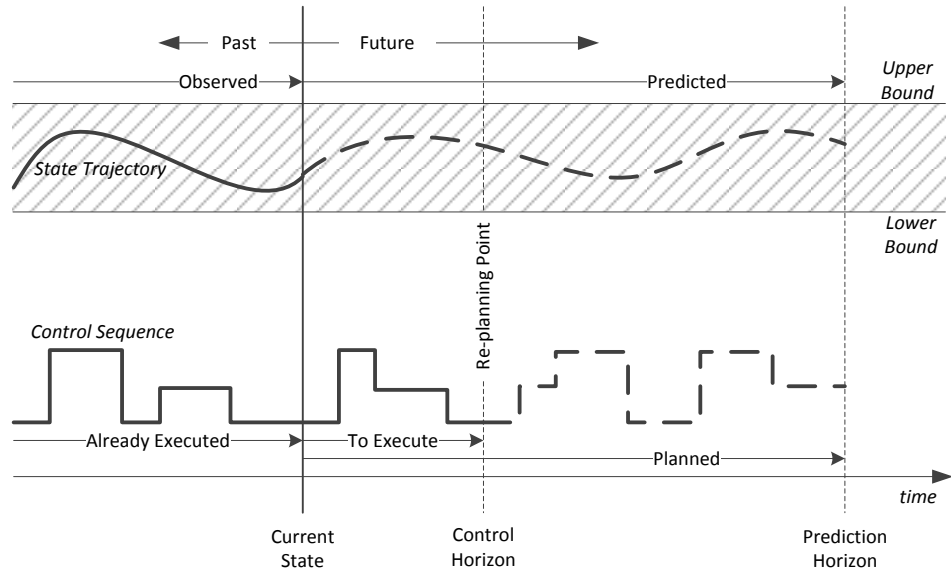 Past
Future
Observed
Predicted
Upper
Bound
State Trajectory
Lower
Bound
Re-planning Point
Control Sequence
Already Executed
To Execute
Planned
time
Current
State
Control
Horizon
Prediction
Horizon